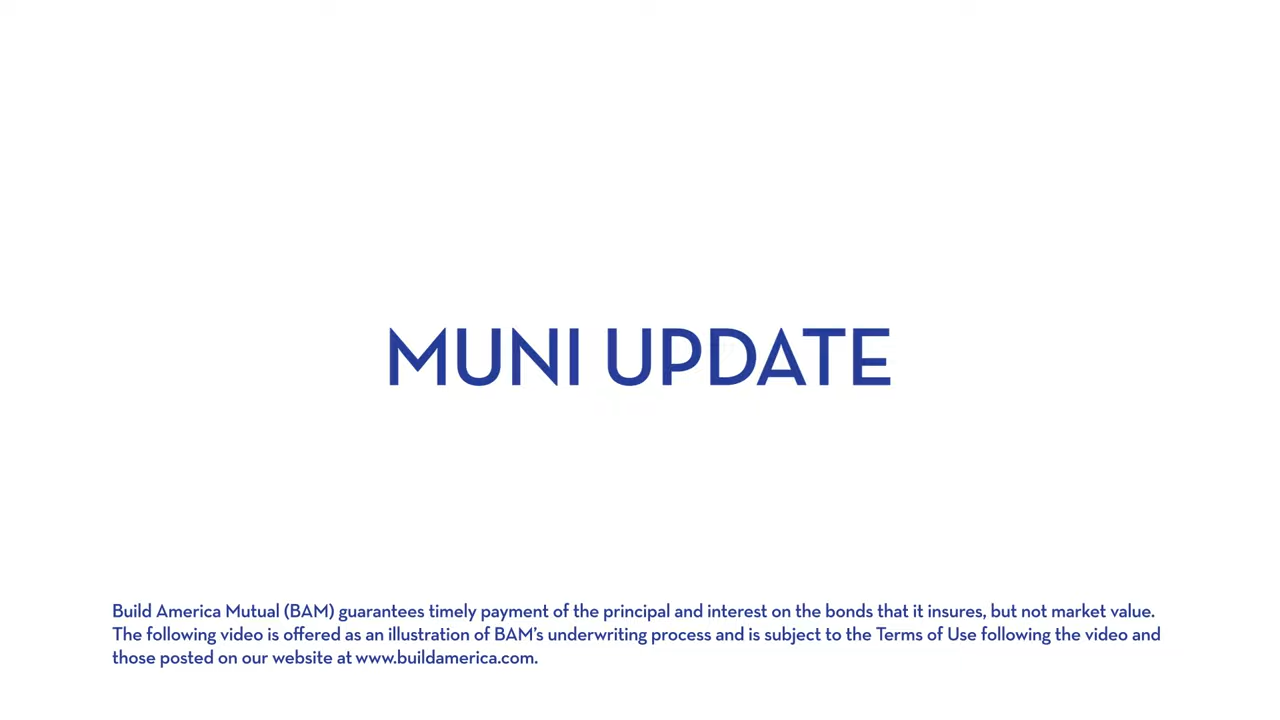 MUNI UPDATE
Build America Mutual (BAM) guarantees timely payment of the principal and interest on the bonds that it insures, but not market value.
The following video is offered as an illustration of BAM's underwriting process and is subject to the Terms of Use following the video and
those posted on our website at www.buildamerica.com.